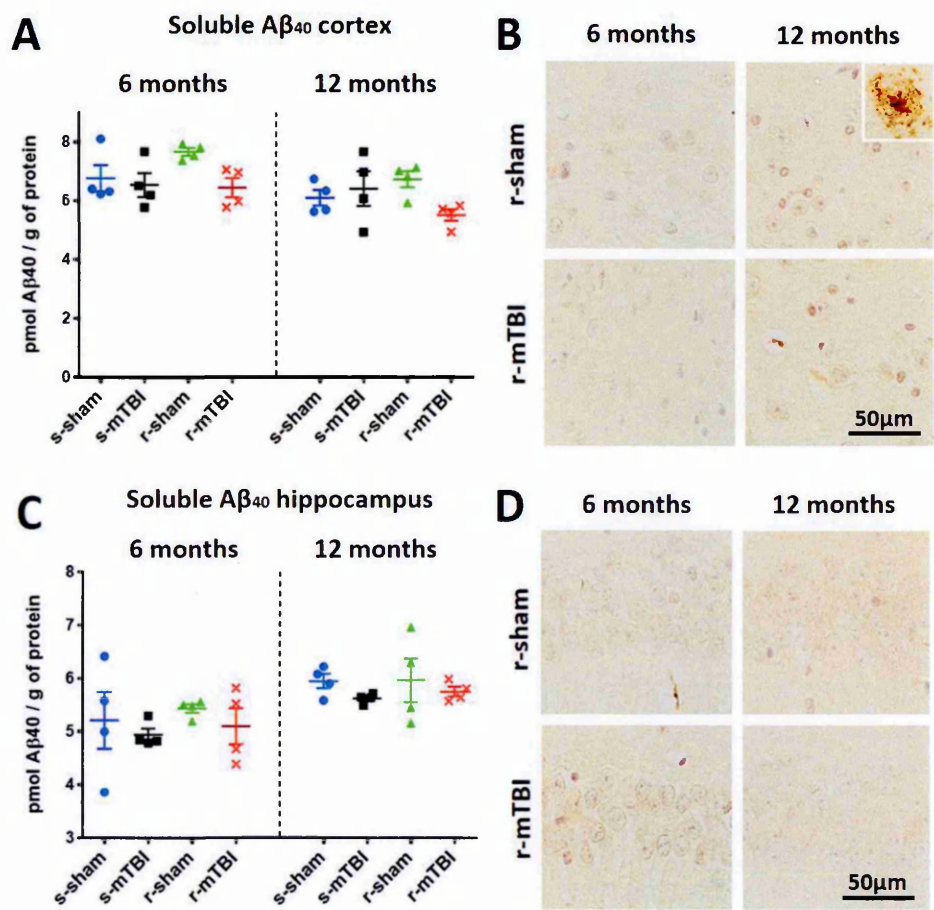 A
Soluble Aβ40 cortex
6 months
12 months
pmol Aβ40 / g of protein
8
6
4
2
0
s-sham
s-mTBI
r-sham
r-mTBI
s-sham
s-mTBI
r-sham
r-mTBI
B
6 months
12 months
r-sham
r-mTBI
50µm
C
Soluble Aβ40 hippocampus
6 months
12 months
pmol Aβ40 / g of protein
8
7
6
5
4
3
s-sham
s-mTBI
r-sham
r-mTBI
s-sham
s-mTBI
r-sham
r-mTBI
D
6 months
12 months
r-sham
r-mTBI
50µm